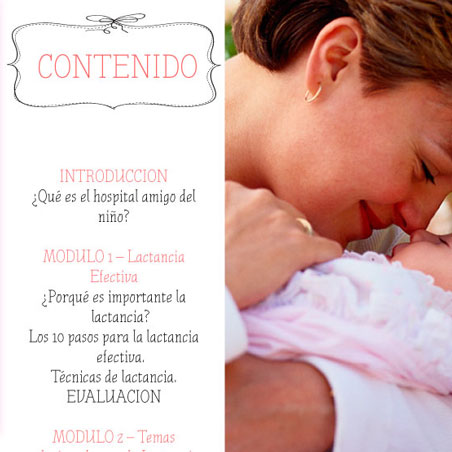 CONTENIDO
INTRODUCCION
¿Qué es el hospital amigo del
niño?
MODULO 1 – Lactancia
Efectiva
¿Porqué es importante la
lactancia?
Los 10 pasos para la lactancia
efectiva.
Técnicas de lactancia.
EVALUACION
MODULO 2 – Temas